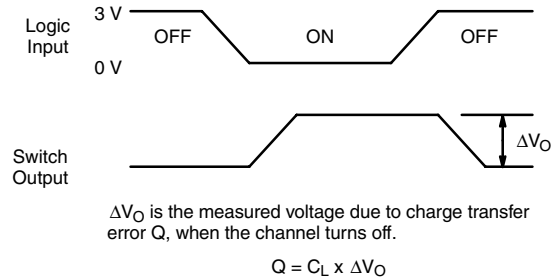 Logic
Input
3 V
0 V
OFF
ON
OFF
Switch
Output
ΔVO
ΔVO is the measured voltage due to charge transfer
error Q, when the channel turns off.
Q = CL x ΔVO